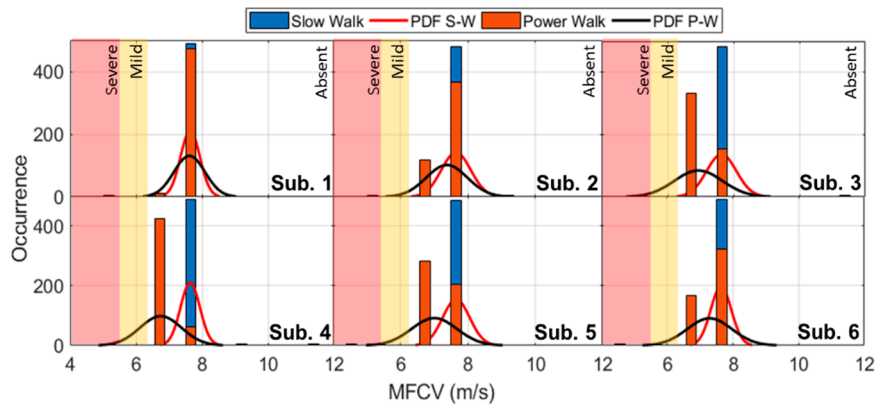 Slow Walk PDF S-W Power Walk PDF P-W
400
200
0
Severe
Mild
Absent
Sub. 1
Severe
Mild
Absent
Sub. 2
Severe
Mild
Absent
Sub. 3
Occurrence
400
200
0
Sub. 4
Sub. 5
Sub. 6
4 6 8 10 12 6 8 10 12 6 8 10 12
MFCV (m/s)